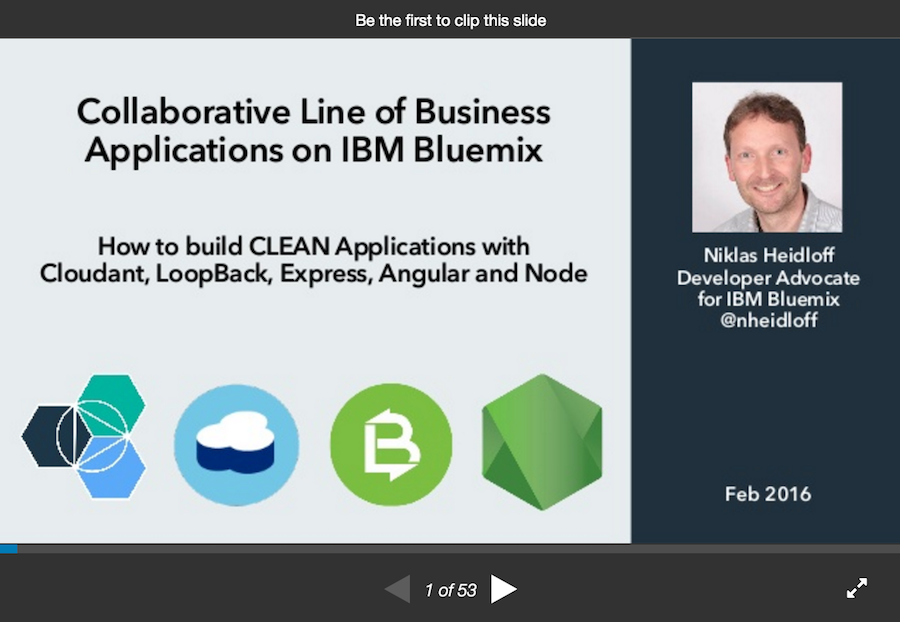 Be the first to clip this slide
Collaborative Line of Business
Applications on IBM Bluemix
How to build CLEAN Applications with
Cloudant, LoopBack, Express, Angular and Node
Niklas Heidloff
Developer Advocate
for IBM Bluemix
@nheidloff
Feb 2016
1 of 53